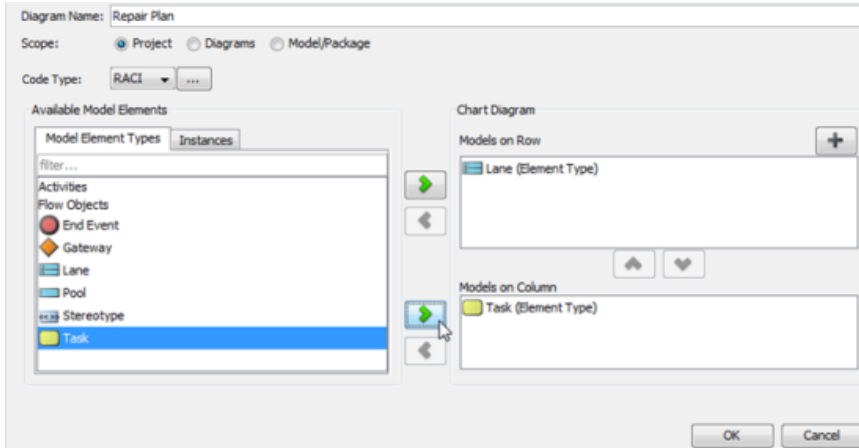 Diagram Name: Repair Plan
Scope: Project Diagrams Model/Package
Code Type: RACI ...
Available Model Elements
Model Element Types Instances
filter...
Activities
Flow Objects
End Event
Gateway
Lane
Pool
Stereotype
Task
Chart Diagram
Models on Row
Lane (Element Type)
Models on Column
Task (Element Type)
OK Cancel